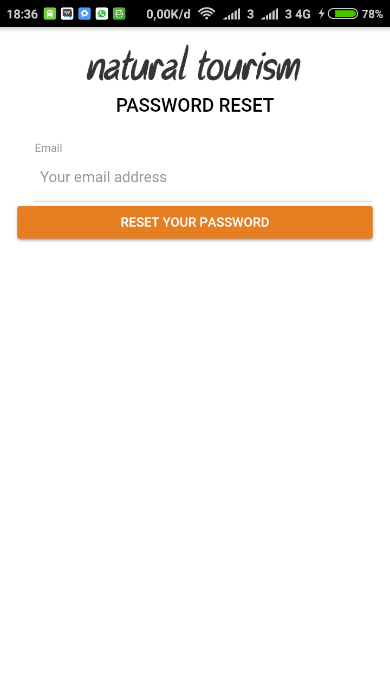 18:36 0,00K/d 3 3 4G 78%
natural tourism
PASSWORD RESET
Email
Your email address
RESET YOUR PASSWORD